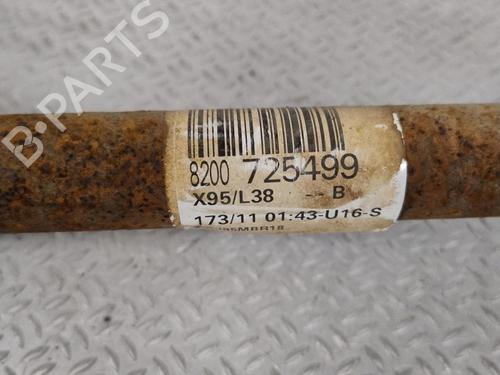 B-PARTS
8200 725499
X95/L38 -- B
173/11 01:43-U16-S